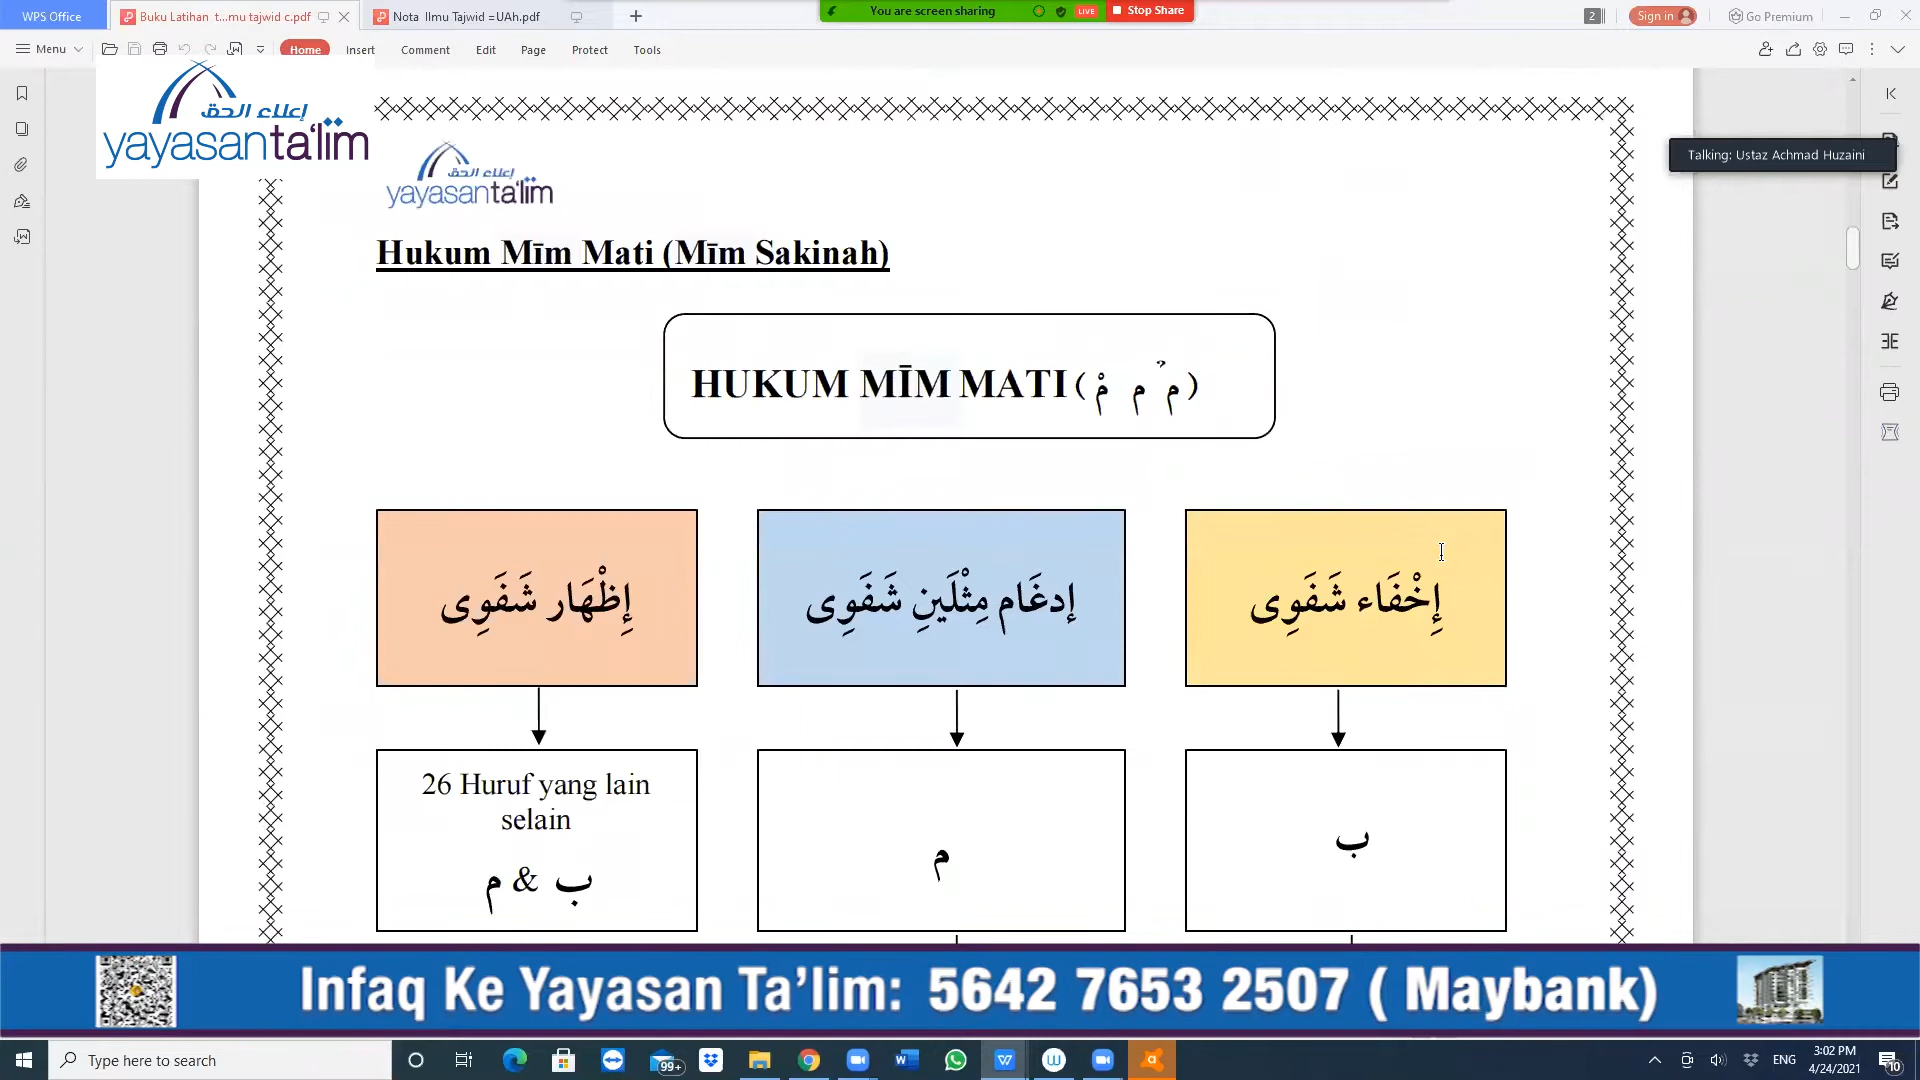 WPS Office
Buku Latihan t...mu tajwid c.pdf
Nota Ilmu Tajwid =UAh.pdf
You are screen sharing
LIVE
Stop Share
2
Sign in
Go Premium
Menu
Home
Insert
Comment
Edit
Page
Protect
Tools
إعلاء الحق
yayasanta'lim
Talking: Ustaz Achmad Huzaini
إعلاء الحق
yayasanta'lim
Hukum Mīm Mati (Mīm Sakinah)
HUKUM MĪM MATI ( مْ م مۡ )
إِظْهَار شَفَوِى
إدغَام مِثْلَينِ شَفَوِى
إِخْفَاء شَفَوِى
26 Huruf yang lain
selain
م & ب
م
ب
Infaq Ke Yayasan Ta’lim: 5642 7653 2507 ( Maybank)
Type here to search
99+
ENG
3:02 PM
4/24/2021
10